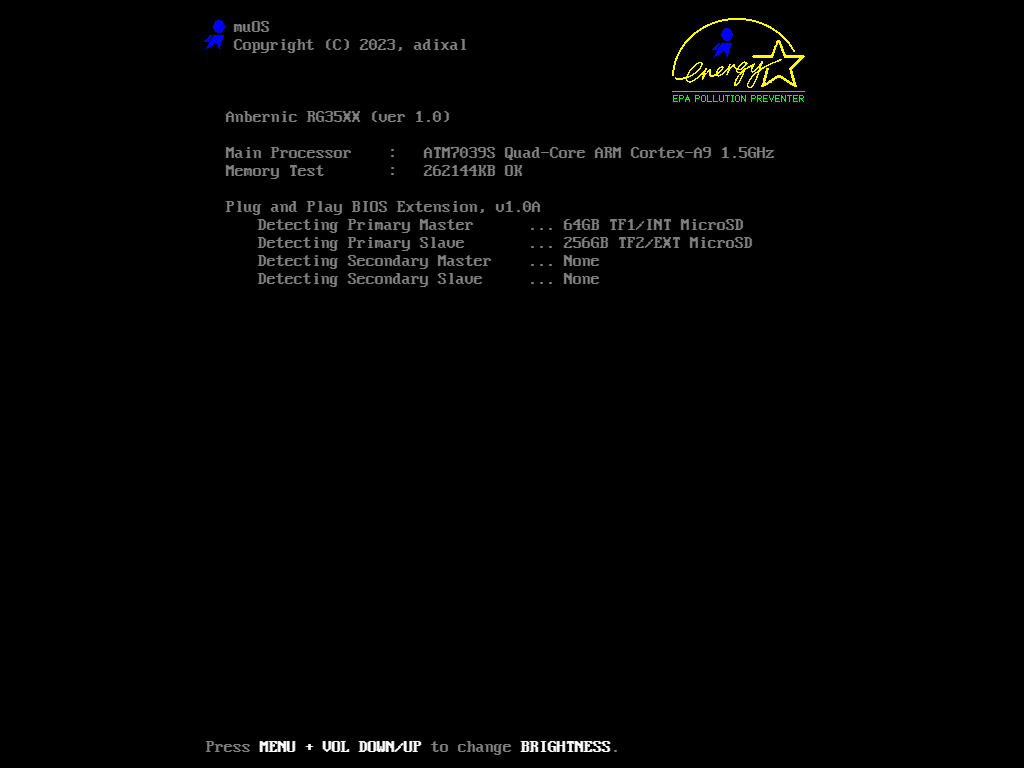 muOS
Copyright (C) 2023, adixal
energy
EPA POLLUTION PREVENTER
Anbernic RG35XX (ver 1.0)
Main Processor : ATM7039S Quad-Core ARM Cortex-A9 1.5GHz
Memory Test : 262144KB OK
Plug and Play BIOS Extension, v1.0A
Detecting Primary Master ... 64GB TF1/INT MicroSD
Detecting Primary Slave ... 256GB TF2/EXT MicroSD
Detecting Secondary Master ... None
Detecting Secondary Slave ... None
Press MENU + VOL DOWN/UP to change BRIGHTNESS.